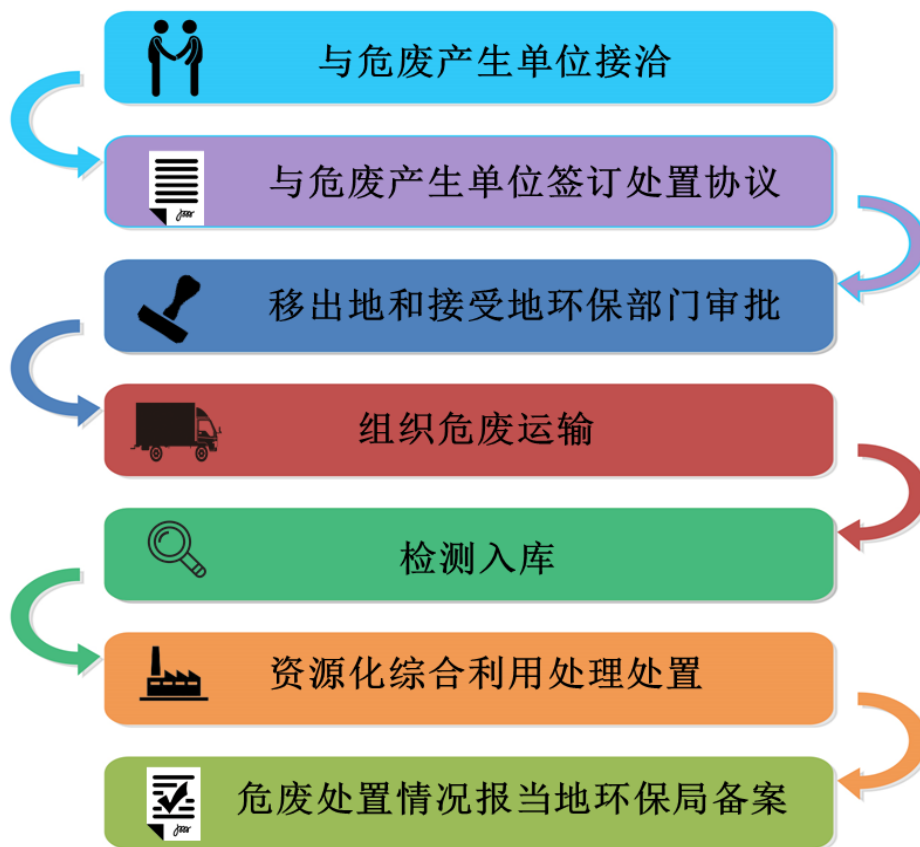 与危废产生单位接洽
与危废产生单位签订处置协议
移出地和接受地环保部门审批
组织危废运输
检测入库
资源化综合利用处理处置
危废处置情况报当地环保局备案